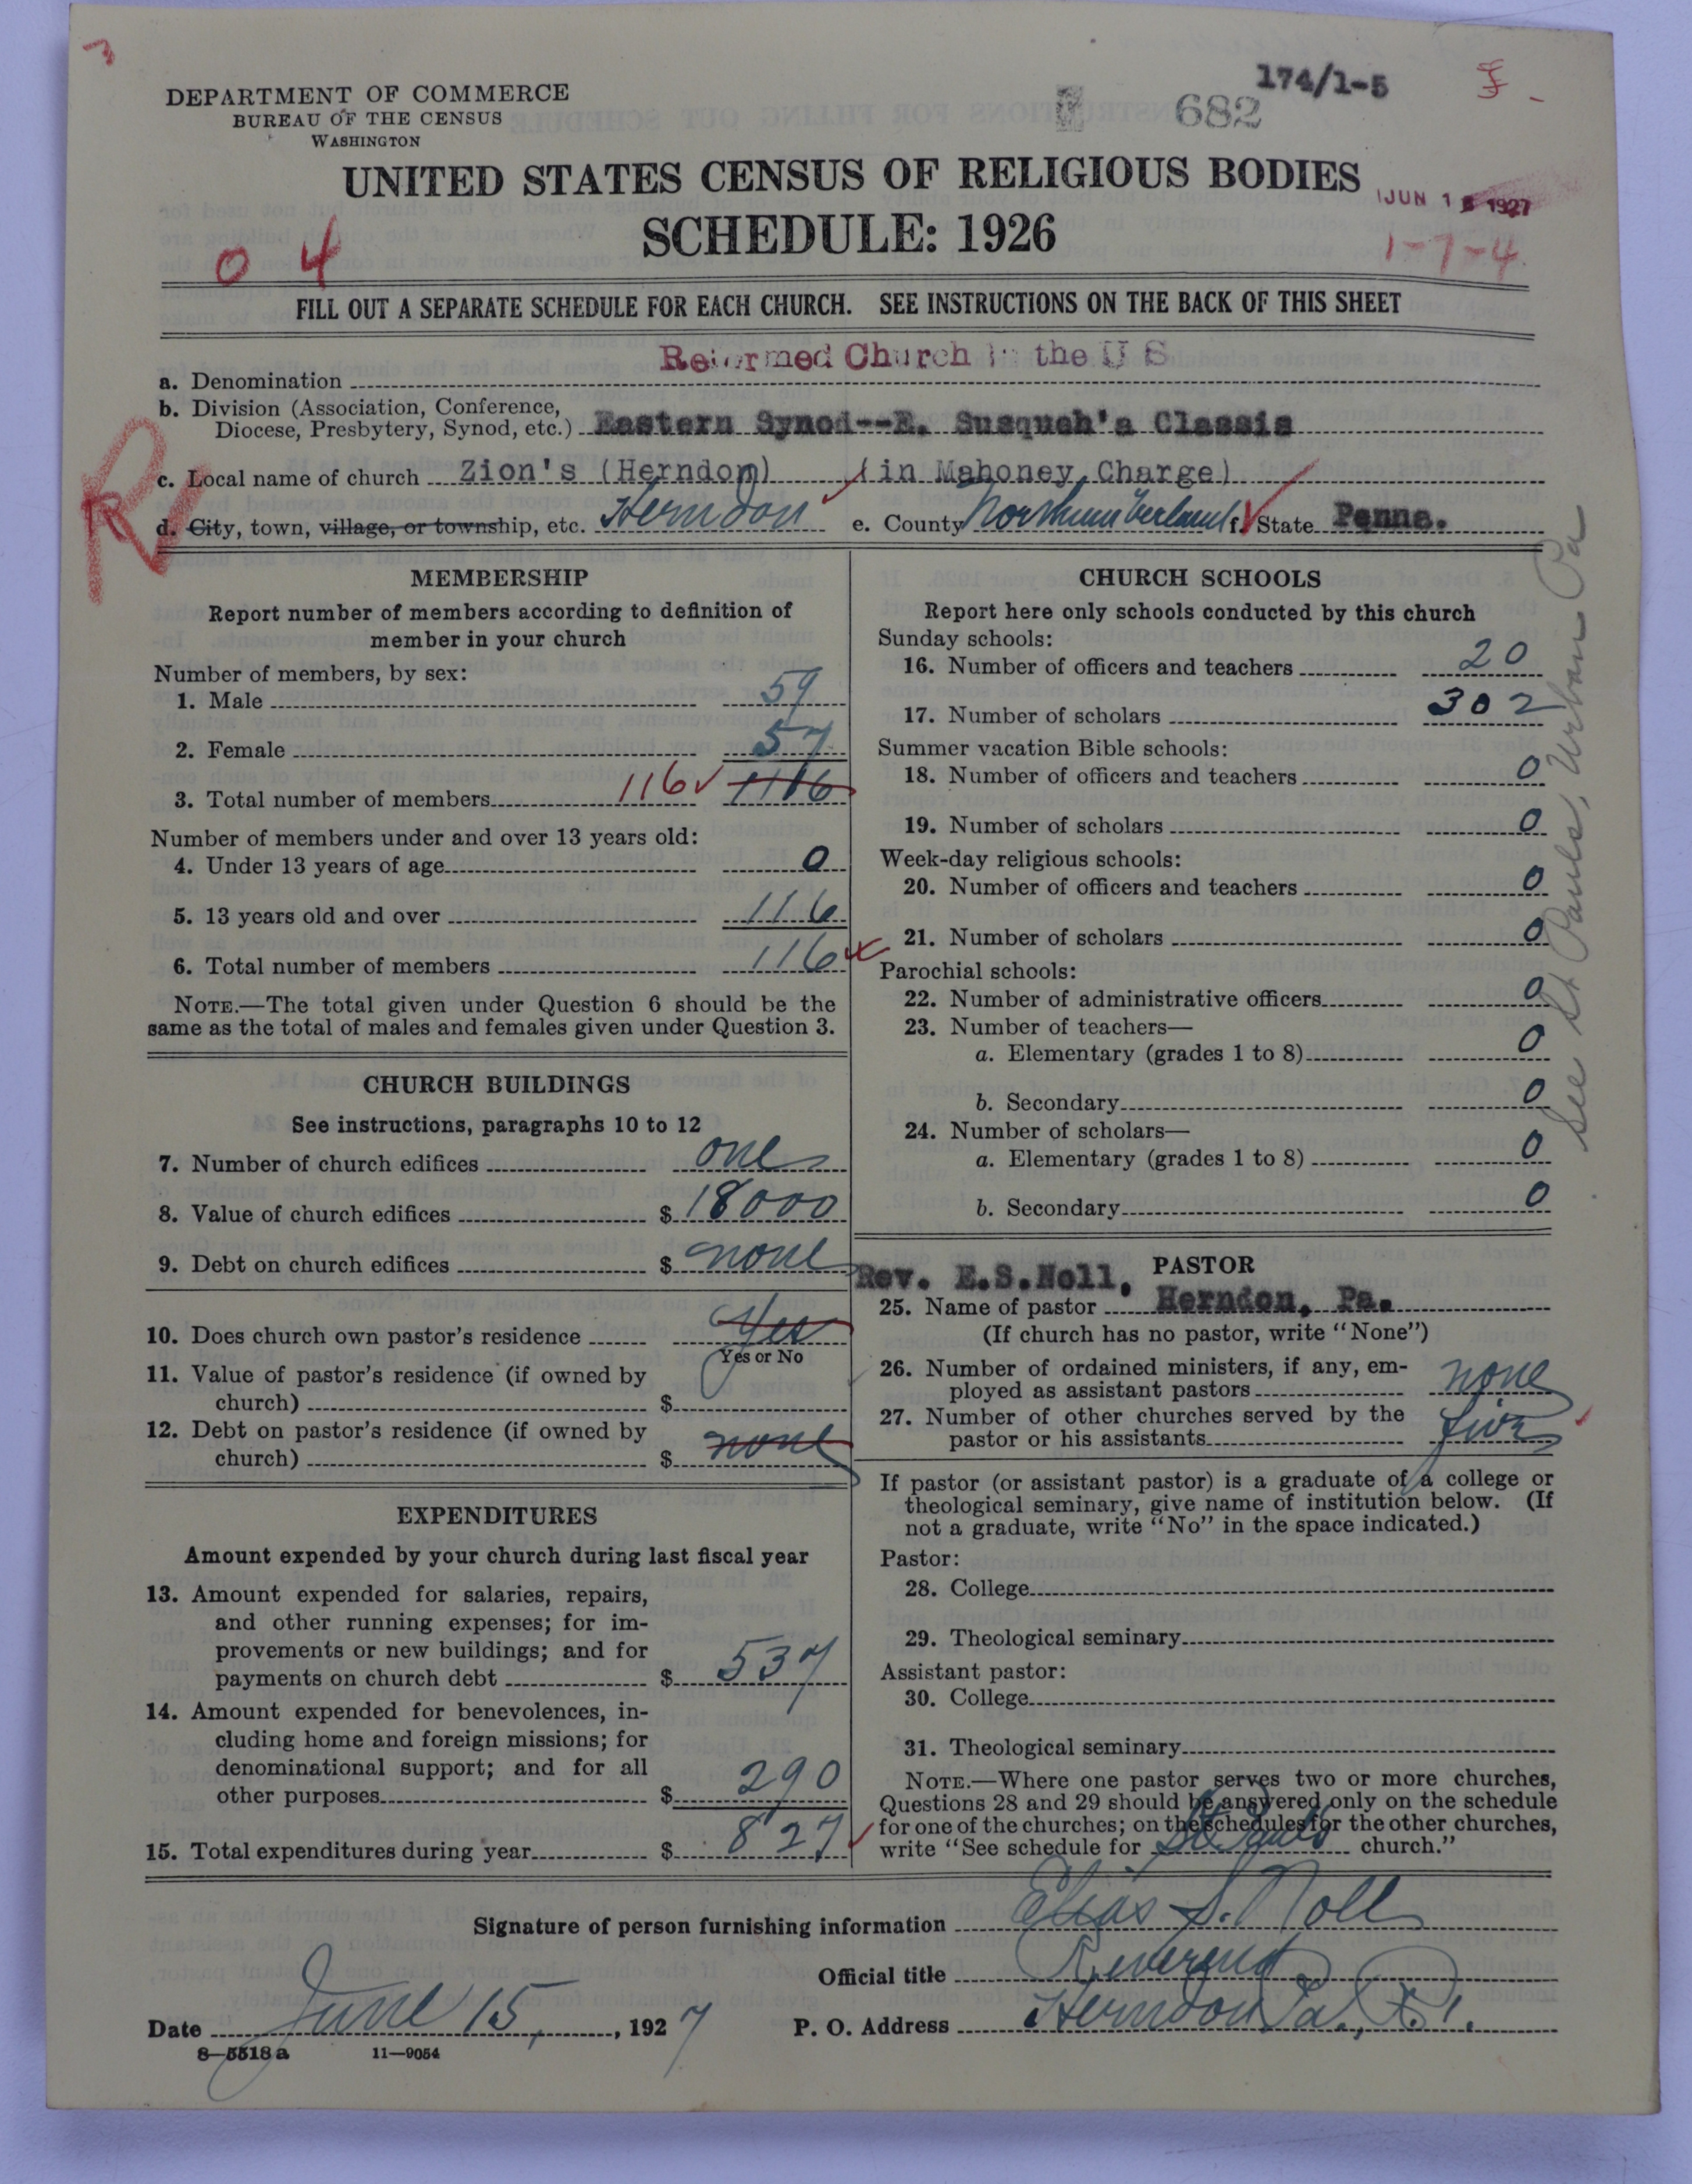 174/1-5
DEPARTMENT OF COMMERCE
BUREAU OF THE CENSUS
WASHINGTON
682
UNITED STATES CENSUS OF RELIGIOUS BODIES
JUN 1 1927
SCHEDULE: 1926
0 4
1-7-4
FILL OUT A SEPARATE SCHEDULE FOR EACH CHURCH. SEE INSTRUCTIONS ON THE BACK OF THIS SHEET
a. Denomination Reformed Church in the U S
b. Division (Association, Conference,
Diocese, Presbytery, Synod, etc.) Eastern Synod--E. Susqueh'a Classis
c. Local name of church Zion's (Herndon) (in Mahoney Charge)
d. City, town, village, or township, etc. Herndon e. County Northumberland f. State Penna.
MEMBERSHIP
Report number of members according to definition of
member in your church
Number of members, by sex:
1. Male 59
2. Female 57
3. Total number of members 116 1116
Number of members under and over 13 years old:
4. Under 13 years of age 0
5. 13 years old and over 116
6. Total number of members 116
NOTE.—The total given under Question 6 should be the
same as the total of males and females given under Question 3.
CHURCH BUILDINGS
See instructions, paragraphs 10 to 12
7. Number of church edifices one
8. Value of church edifices $ 18000
9. Debt on church edifices $ none
10. Does church own pastor's residence Yes
Yes or No
11. Value of pastor's residence (if owned by
church) $
12. Debt on pastor's residence (if owned by
church) $ none
EXPENDITURES
Amount expended by your church during last fiscal year
13. Amount expended for salaries, repairs,
and other running expenses; for im-
provements or new buildings; and for
payments on church debt $ 537
14. Amount expended for benevolences, in-
cluding home and foreign missions; for
denominational support; and for all
other purposes $ 290
15. Total expenditures during year $ 827
CHURCH SCHOOLS
Report here only schools conducted by this church
Sunday schools:
16. Number of officers and teachers 20
17. Number of scholars 302
Summer vacation Bible schools:
18. Number of officers and teachers 0
19. Number of scholars 0
Week-day religious schools:
20. Number of officers and teachers 0
21. Number of scholars 0
Parochial schools:
22. Number of administrative officers 0
23. Number of teachers—
a. Elementary (grades 1 to 8) 0
b. Secondary 0
24. Number of scholars—
a. Elementary (grades 1 to 8) 0
b. Secondary 0
PASTOR
Rev. E.S.Noll,
25. Name of pastor Herndon, Pa.
(If church has no pastor, write "None")
26. Number of ordained ministers, if any, em-
ployed as assistant pastors none
27. Number of other churches served by the
pastor or his assistants five
If pastor (or assistant pastor) is a graduate of a college or
theological seminary, give name of institution below. (If
not a graduate, write "No" in the space indicated.)
Pastor:
28. College
29. Theological seminary
Assistant pastor:
30. College
31. Theological seminary
NOTE.—Where one pastor serves two or more churches,
Questions 28 and 29 should be answered only on the schedule
for one of the churches; on the schedules for the other churches,
write "See schedule for St Pauls church."
See St Pauls, Urban Pa
Signature of person furnishing information Elias S. Noll
Official title Reverend
Date June 15, 1927 P. O. Address Herndon Pa., R. 1.
8—5518 a 11—9054